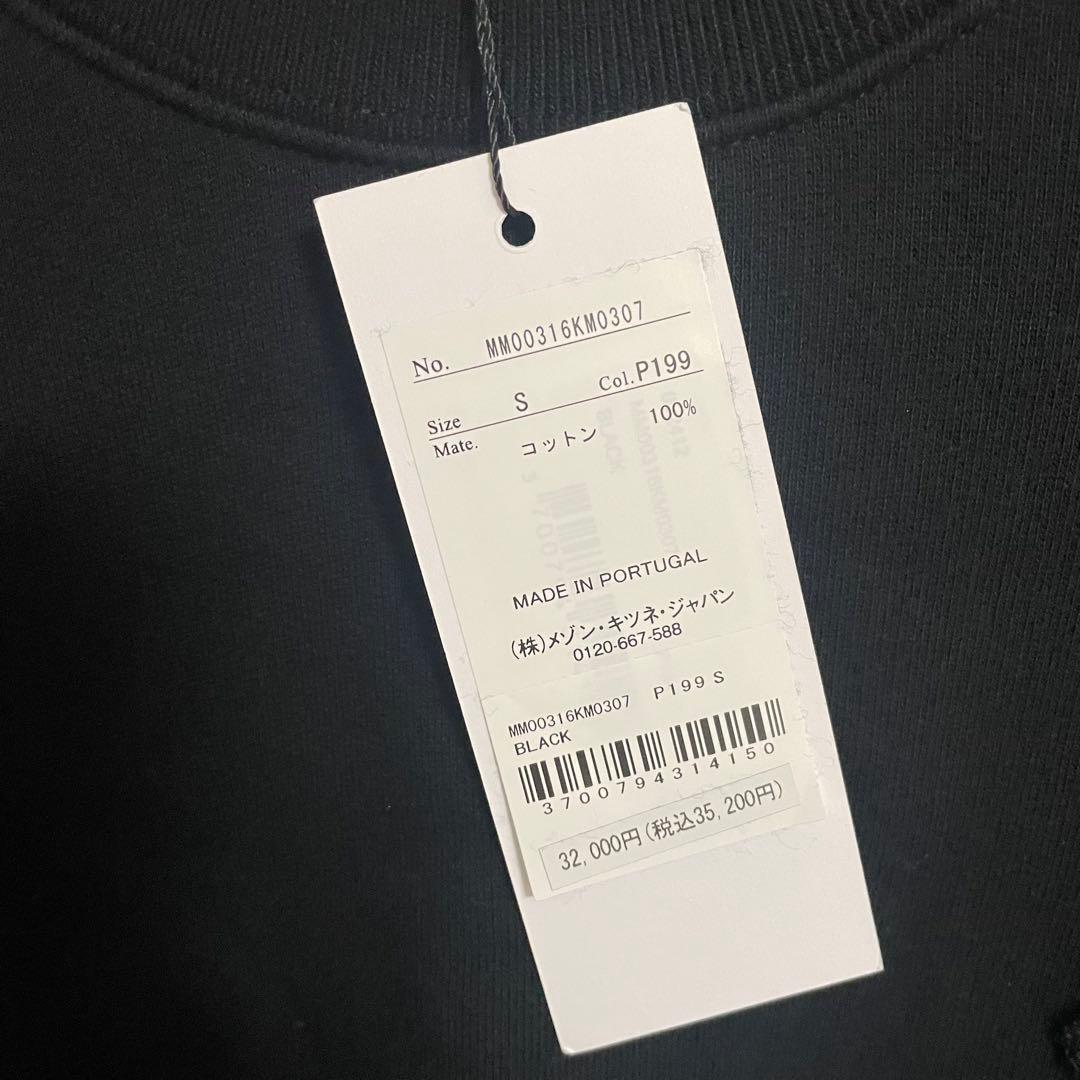 No. MM00316KM0307
Size S Col. P199
Mate. コットン 100%
MADE IN PORTUGAL
(株)メゾン・キツネ・ジャパン
0120-667-588
MM00316KM0307 P199 S
BLACK
3700794314150
32,000円(税込35,200円)